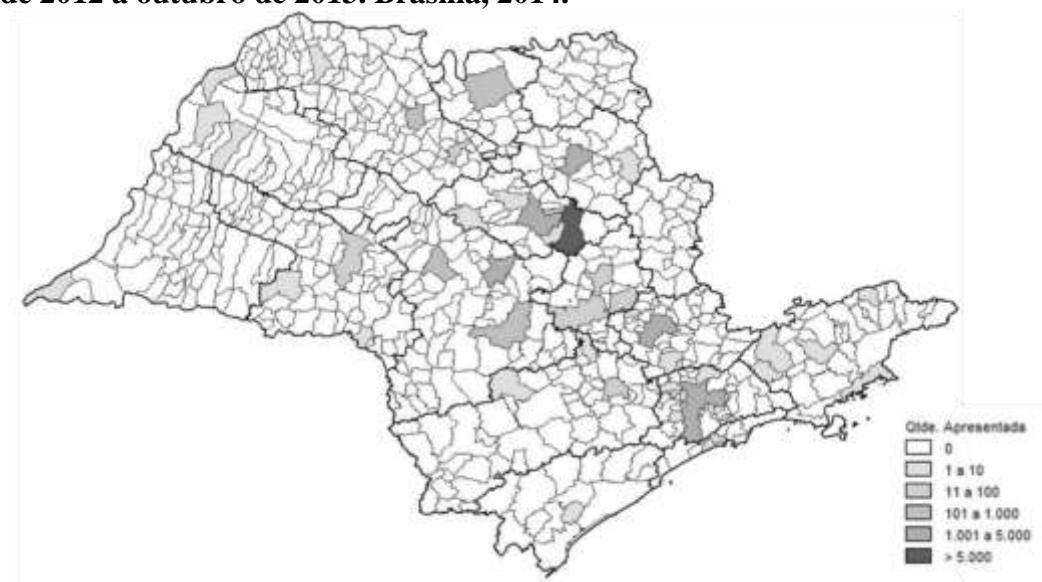 de 2012 a outubro de 2013. Brasília, 2014.
Qtde. Apresentada
0
1 a 10
11 a 100
101 a 1.000
1.001 a 5.000
> 5.000